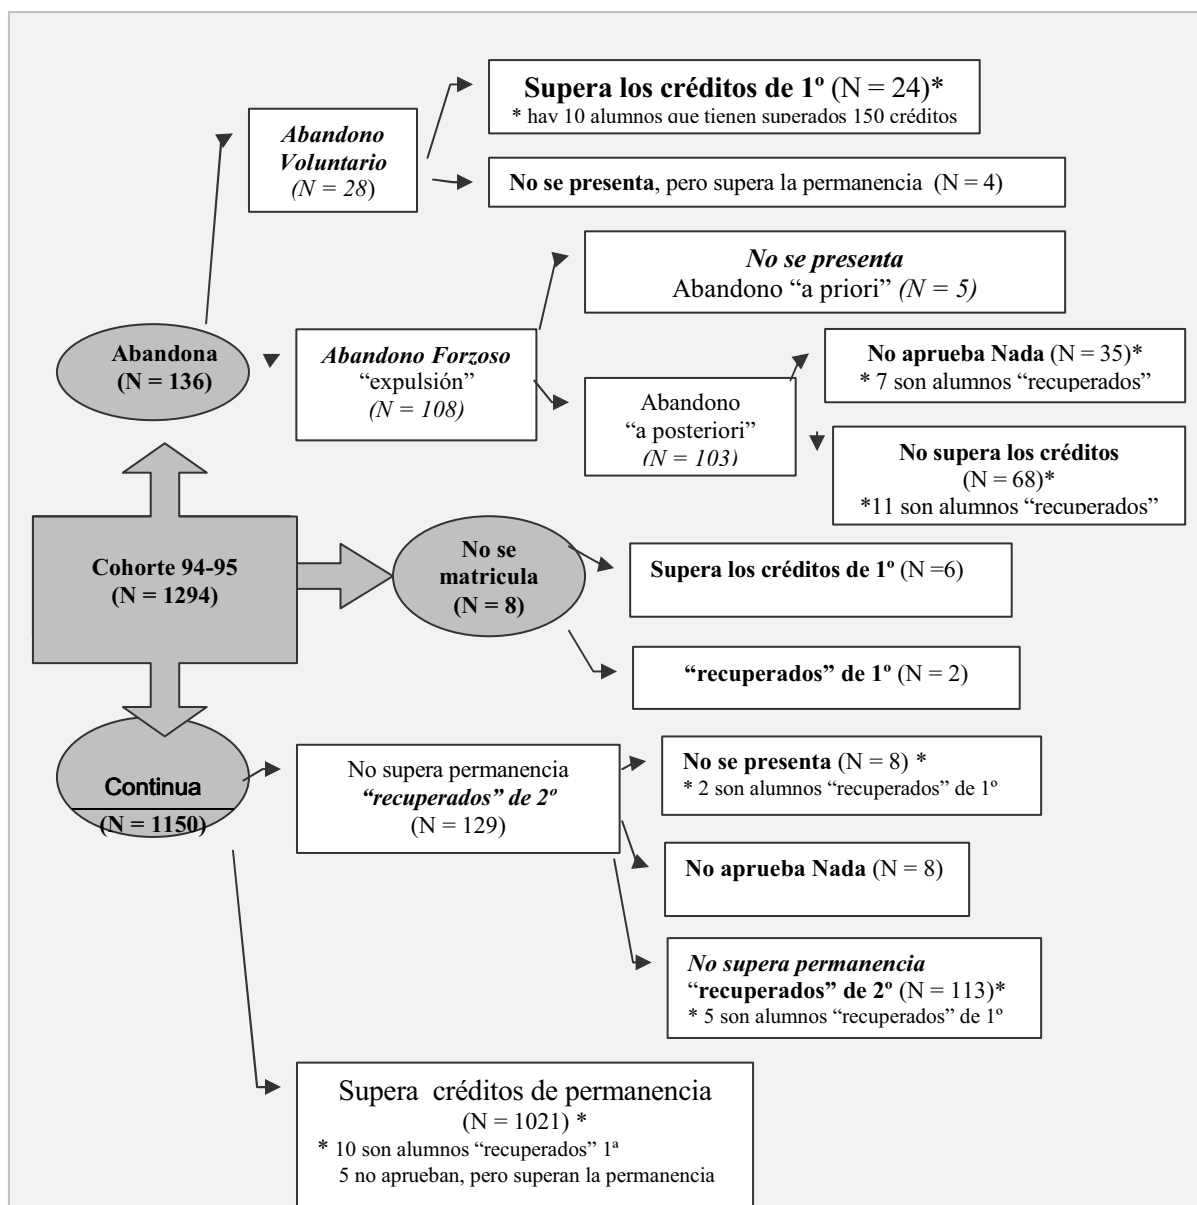 Supera los créditos de 1º (N = 24)*
* hay 10 alumnos que tienen superados 150 créditos
Abandono
Voluntario
(N = 28)
No se presenta, pero supera la permanencia (N = 4)
No se presenta
Abandono “a priori” (N = 5)
Abandona
(N = 136)
Abandono Forzoso
“expulsión”
(N = 108)
No aprueba Nada (N = 35)*
* 7 son alumnos “recuperados”
Abandono
“a posteriori”
(N = 103)
No supera los créditos
(N = 68)*
*11 son alumnos “recuperados”
Cohorte 94-95
(N = 1294)
No se
matricula
(N = 8)
Supera los créditos de 1º (N =6)
“recuperados” de 1º (N = 2)
Continua
(N = 1150)
No supera permanencia
“recuperados” de 2º
(N = 129)
No se presenta (N = 8) *
* 2 son alumnos “recuperados” de 1º
No aprueba Nada (N = 8)
No supera permanencia
“recuperados” de 2º (N = 113)*
* 5 son alumnos “recuperados” de 1º
Supera créditos de permanencia
(N = 1021) *
* 10 son alumnos “recuperados” 1ª
5 no aprueban, pero superan la permanencia